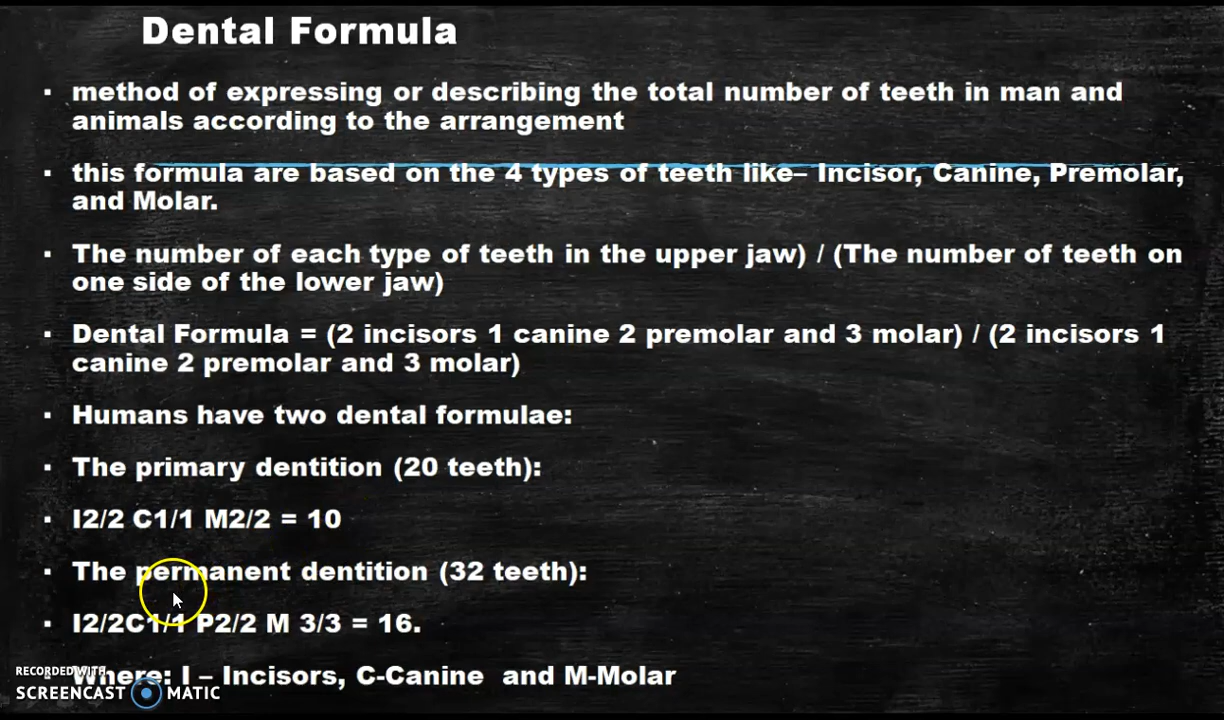 Dental Formula
▪ method of expressing or describing the total number of teeth in man and
animals according to the arrangement
▪ this formula are based on the 4 types of teeth like– Incisor, Canine, Premolar,
and Molar.
▪ The number of each type of teeth in the upper jaw) / (The number of teeth on
one side of the lower jaw)
▪ Dental Formula = (2 incisors 1 canine 2 premolar and 3 molar) / (2 incisors 1
canine 2 premolar and 3 molar)
▪ Humans have two dental formulae:
▪ The primary dentition (20 teeth):
▪ I2/2 C1/1 M2/2 = 10
▪ The permanent dentition (32 teeth):
▪ I2/2C1/1 P2/2 M 3/3 = 16.
▪ Where: I – Incisors, C-Canine  and M-Molar
RECORDED WITH
SCREENCAST MATIC